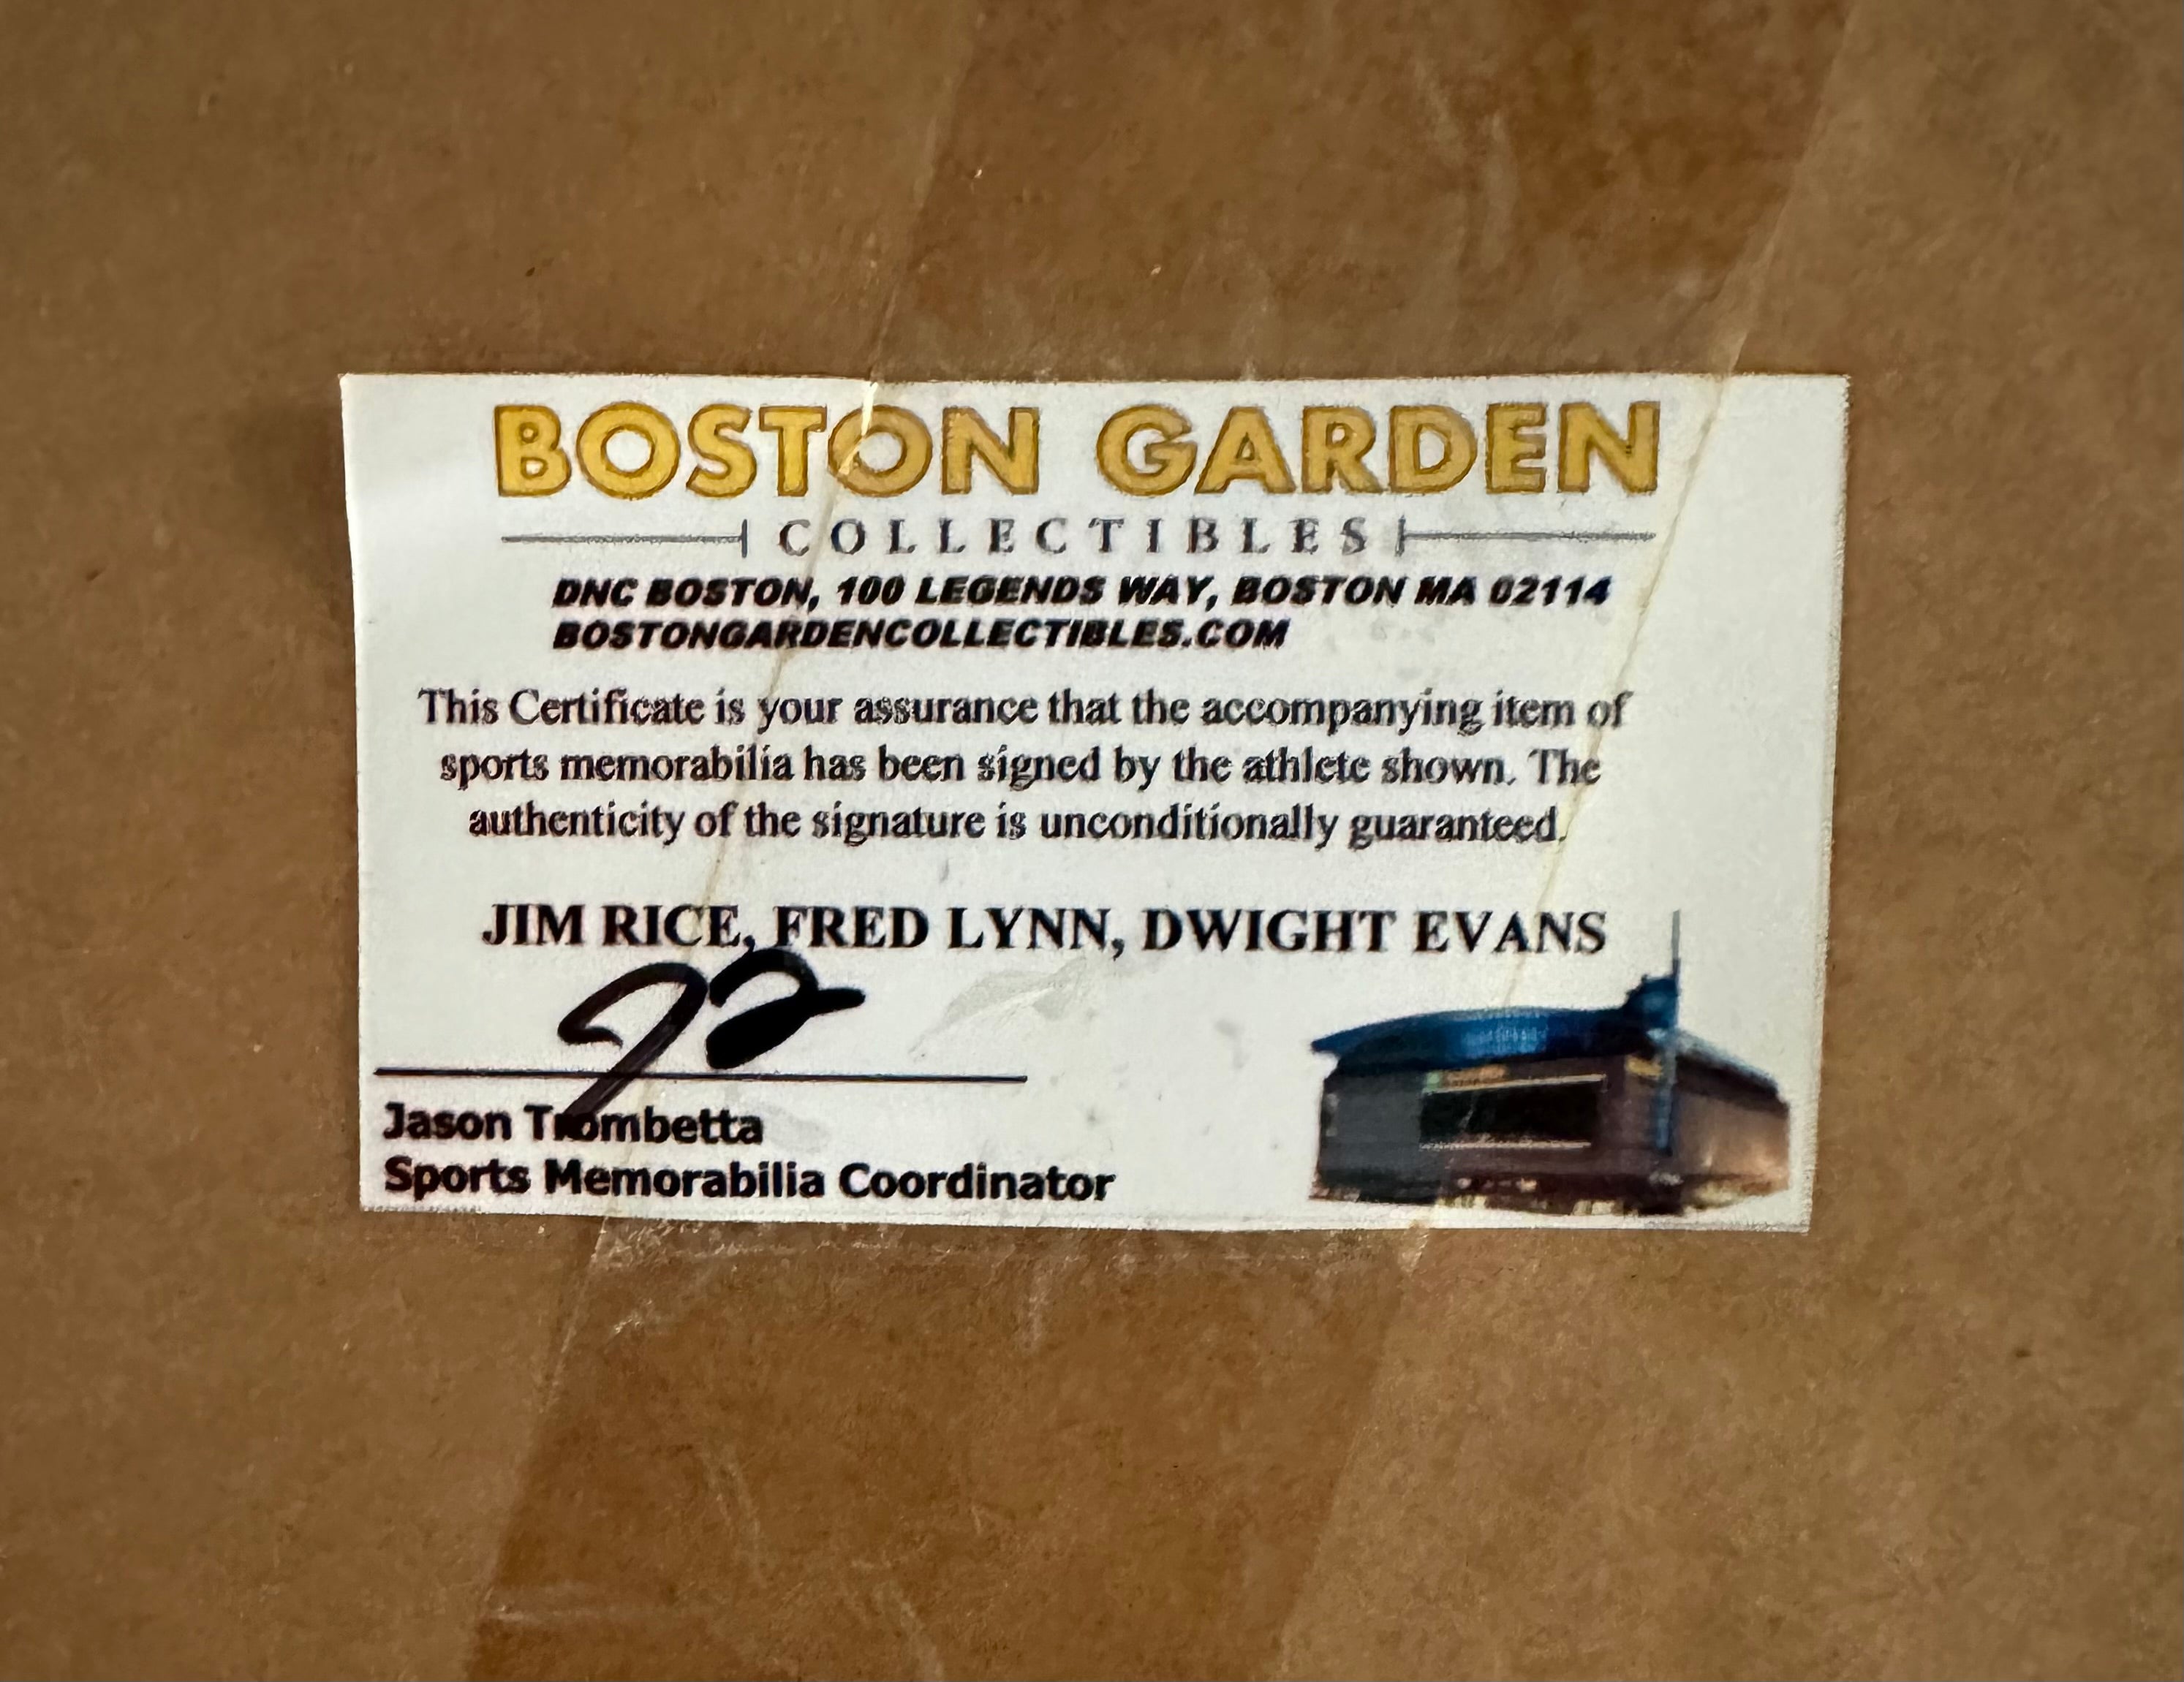 BOSTON GARDEN
COLLECTIBLES
DNC BOSTON, 100 LEGENDS WAY, BOSTON MA 02114
BOSTONGARDENCOLLECTIBLES.COM
This Certificate is your assurance that the accompanying item of
sports memorabilia has been signed by the athlete shown. The
authenticity of the signature is unconditionally guaranteed.
JIM RICE, FRED LYNN, DWIGHT EVANS
Jason Trombetta
Sports Memorabilia Coordinator